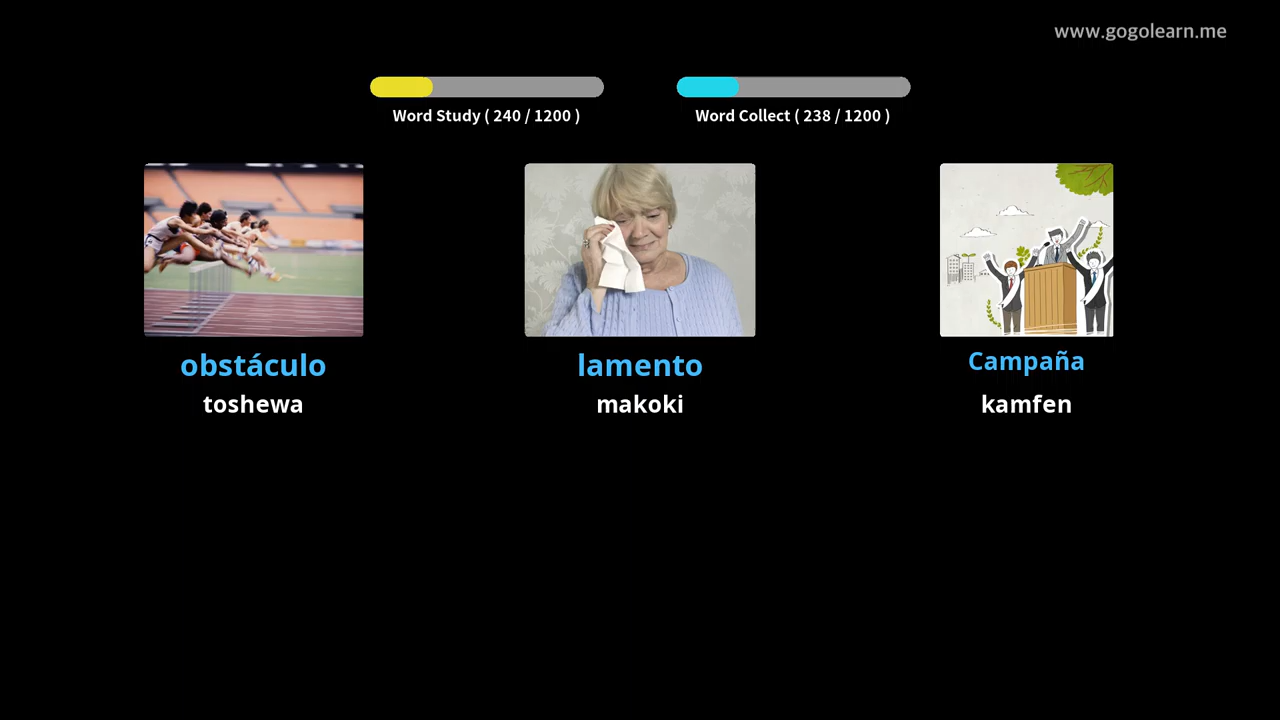 www.gogolearn.me
Word Study ( 240 / 1200 )
Word Collect ( 238 / 1200 )
obstáculo
toshewa
lamento
makoki
Campaña
kamfen